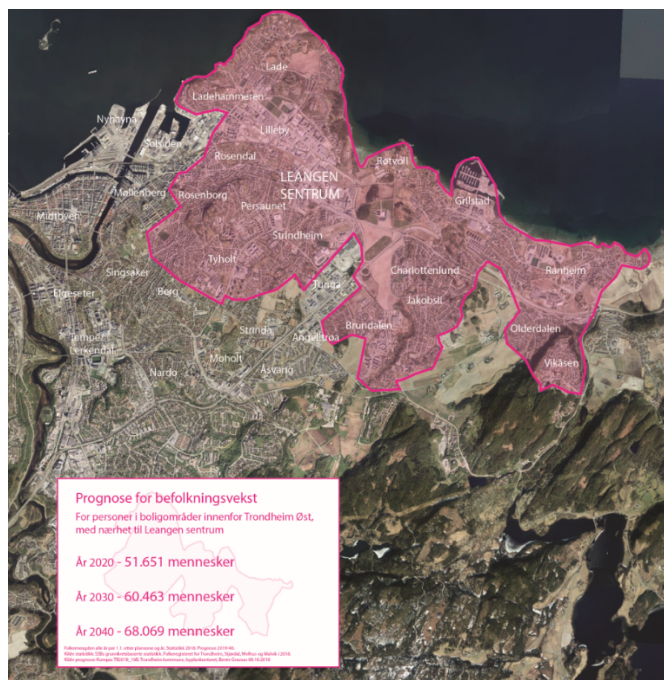 Lade
Ladehammeren
Nyhavna
Lilleby
Solsiden
Rosendal
Rotvoll
LEANGEN
SENTRUM
Møllenberg
Rosenborg
Grilstad
Persaunet
Midtbyen
Strindheim
Tyholt
Ranheim
Singsaker
Charlottenlund
Tunga
Berg
Jakobsli
Elgeseter
Brundalen
Olderdalen
Strinda
Angelltrøa
Tempe
Lerkendal
Moholt
Vikåsen
Nardo
Åsvang
Prognose for befolkningsvekst
For personer i boligområder innenfor Trondheim Øst,
med nærhet til Leangen sentrum
År 2020 - 51.651 mennesker
År 2030 - 60.463 mennesker
År 2040 - 68.069 mennesker